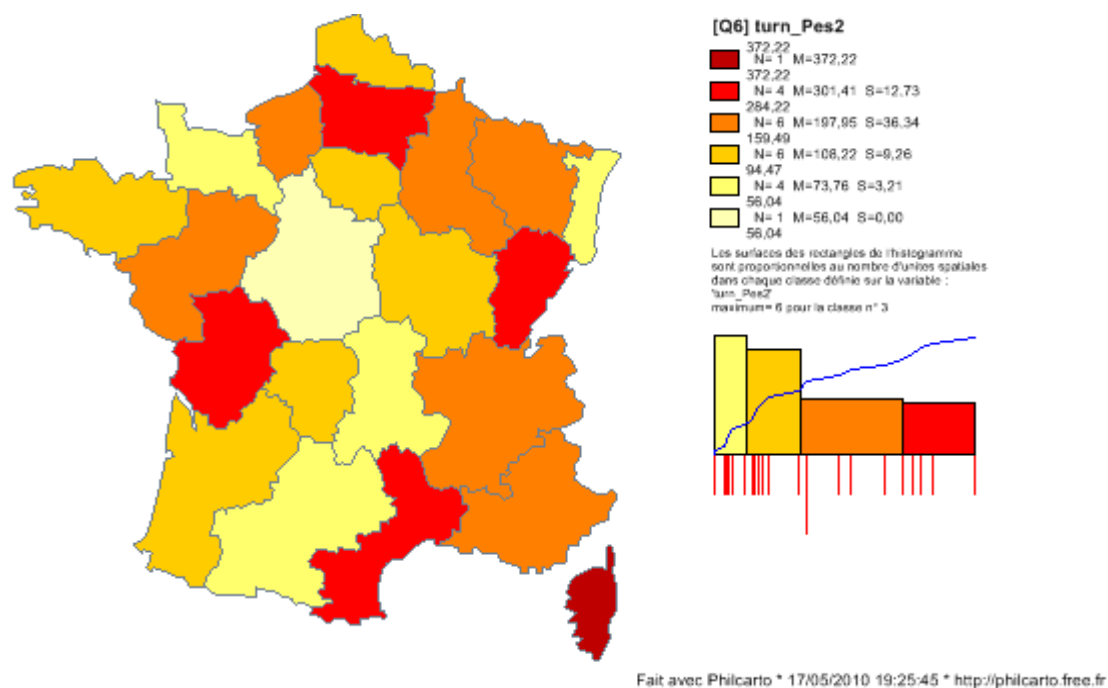 [Q6] turn_Pes2
372,22
N= 1 M=372,22
372,22
N= 4 M=301,41 S=12,73
284,22
N= 6 M=197,95 S=36,34
159,49
N= 6 M=108,22 S=9,26
94,47
N= 4 M=73,76 S=3,21
56,04
N= 1 M=56,04 S=0,00
56,04
Les surfaces des rectangles de l'histogramme
sont proportionnelles au nombre d'unites spatiales
dans chaque classe définie sur la variable :
'turn_Pes2'
maximum= 6 pour la classe n° 3
Fait avec Philcarto * 17/05/2010 19:25:45 * http://philcarto.free.fr